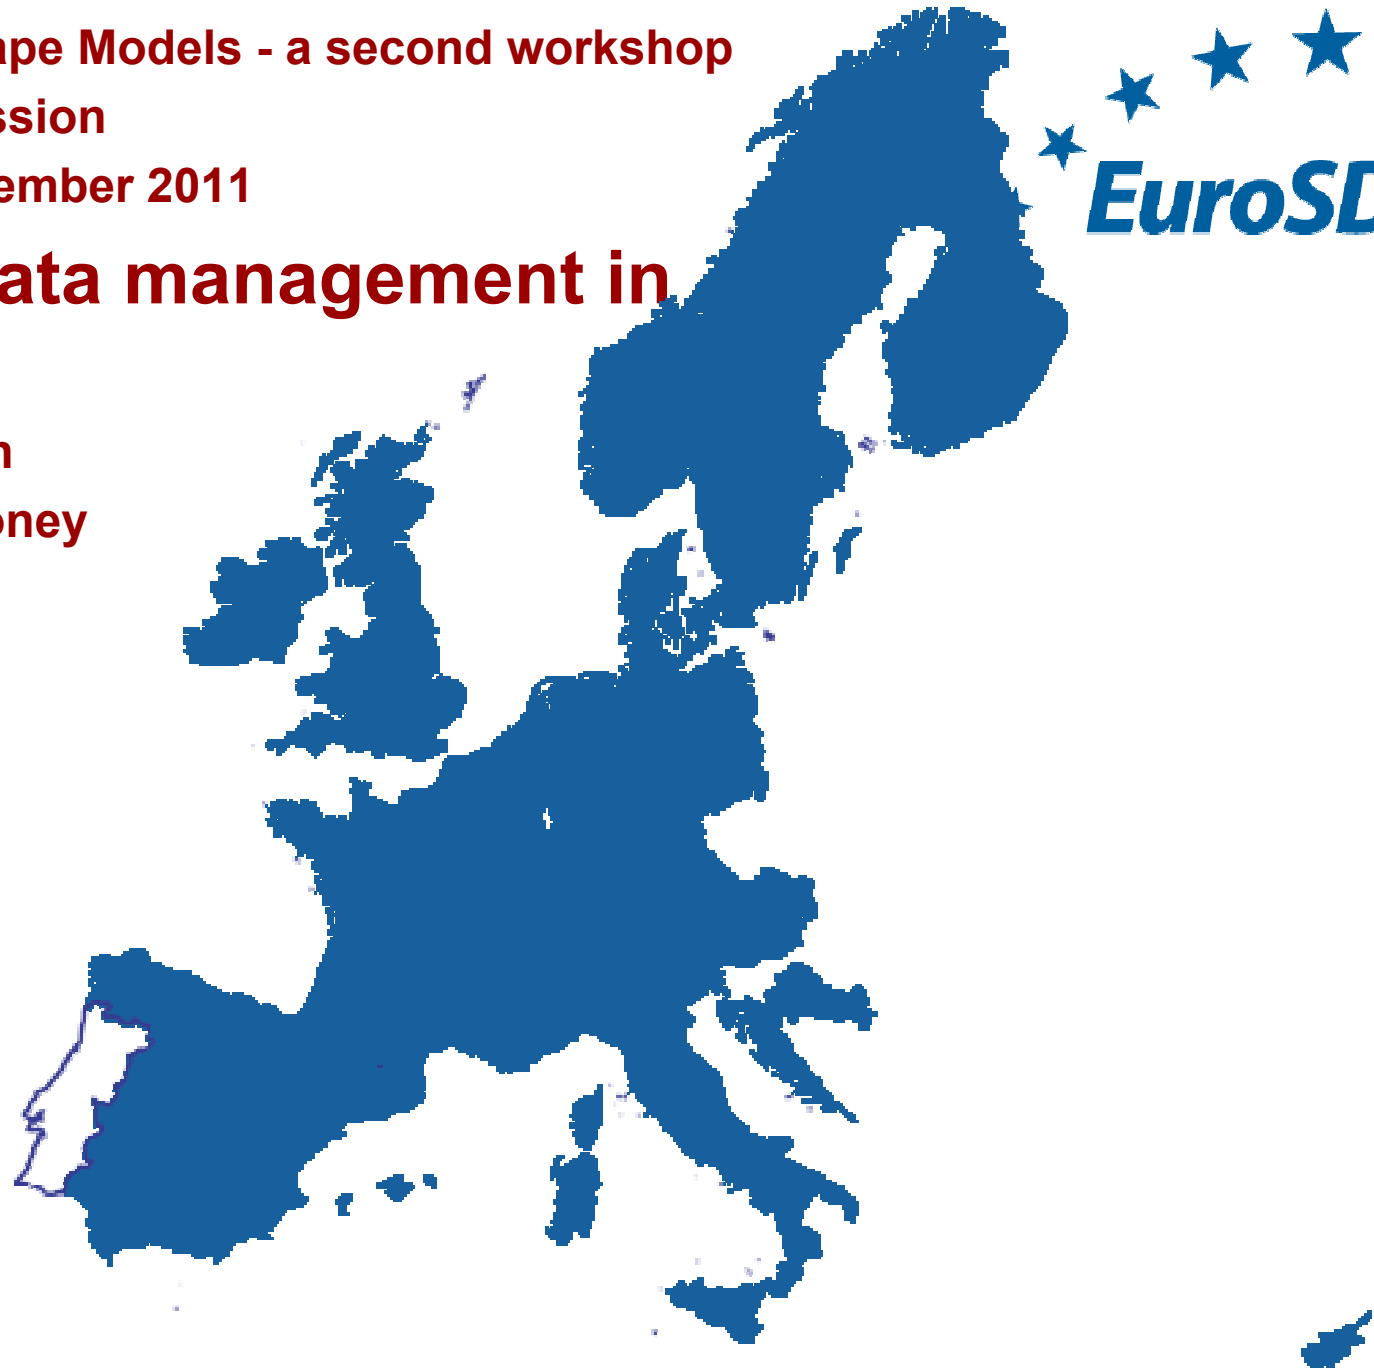 ape Models - a second workshop
ssion
ember 2011
ata management in
n
oney
EuroSD